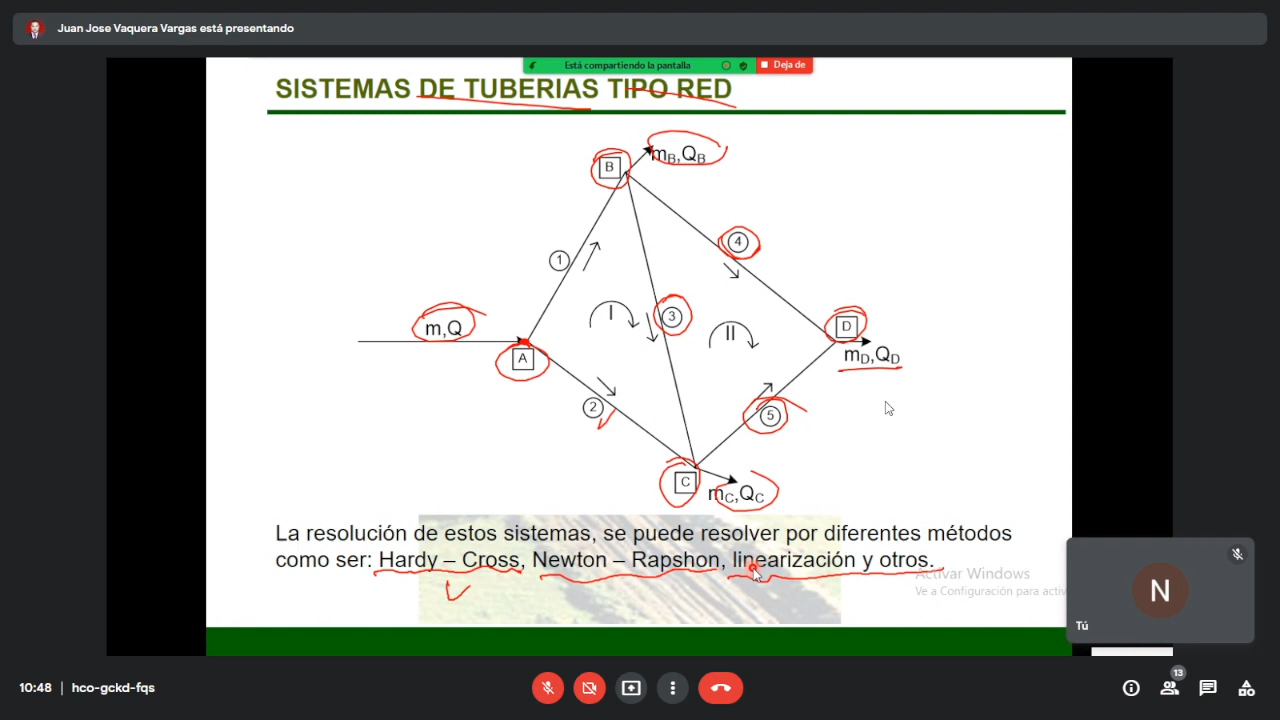 Juan Jose Vaquera Vargas está presentando
Está compartiendo la pantalla
Deja de
SISTEMAS DE TUBERIAS TIPO RED
B
mB,QB
4
1
I
3
II
m,Q
D
A
mD,QD
2
5
C
mC,QC
La resolución de estos sistemas, se puede resolver por diferentes métodos
como ser: Hardy – Cross, Newton – Rapshon, linearización y otros.
Activar Windows
Ve a Configuración para activ
N
Tú
10:48 | hco-gckd-fqs
13